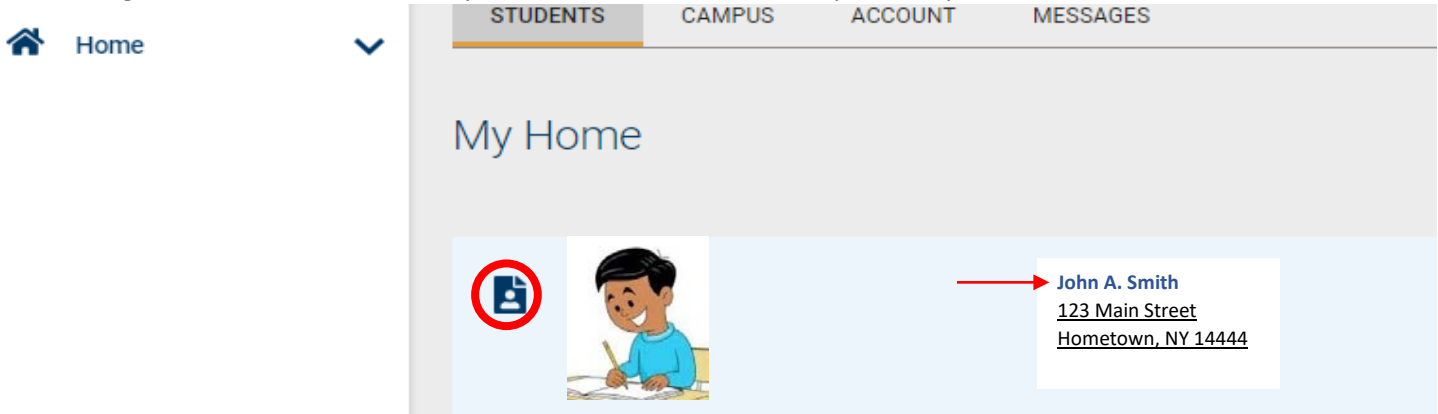 STUDENTS CAMPUS ACCOUNT MESSAGES
Home
My Home
John A. Smith
123 Main Street
Hometown, NY 14444